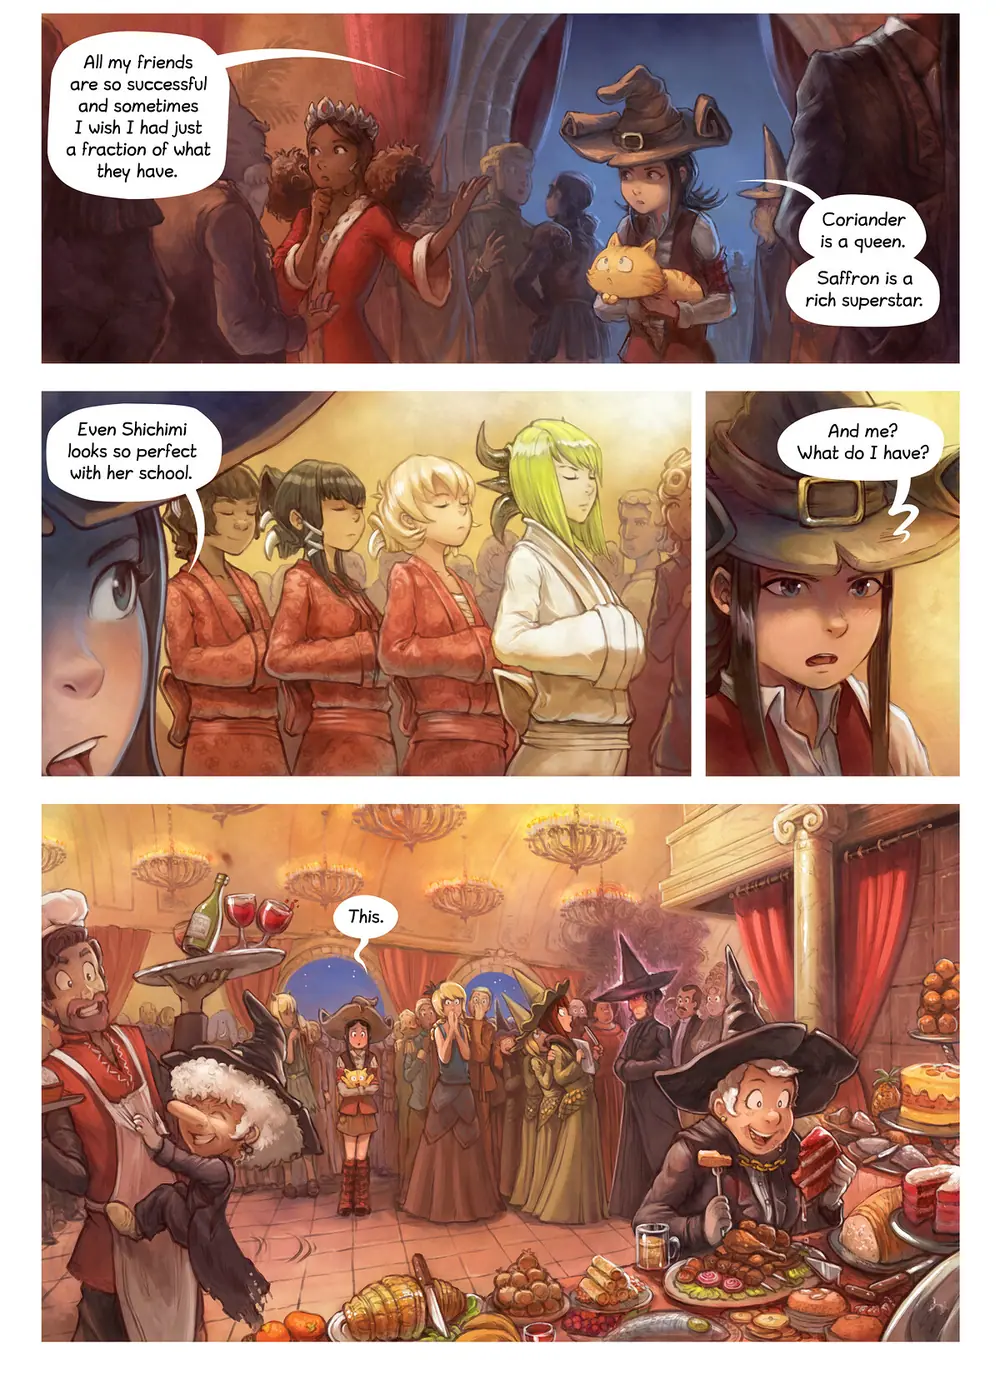 All my friends
are so successful
and sometimes
I wish I had just
a fraction of what
they have.
Coriander
is a queen.
Saffron is a
rich superstar.
Even Shichimi
looks so perfect
with her school.
And me?
What do I have?
This.